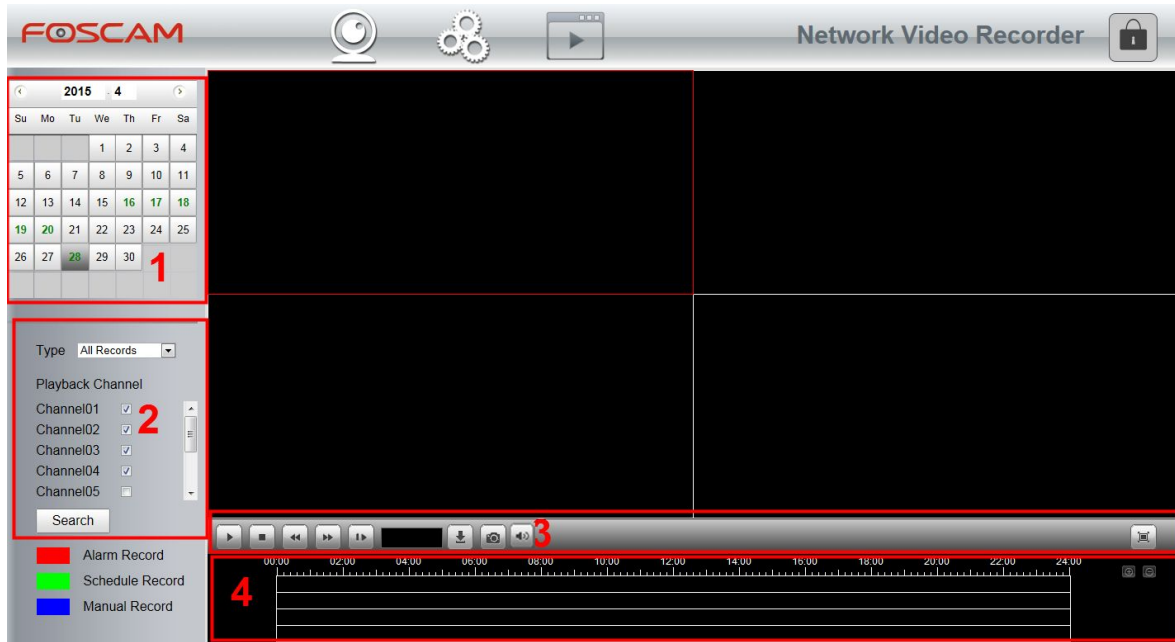 FOSCAM
Network Video Recorder
2015 . 4
Su Mo Tu We Th Fr Sa
1 2 3 4
5 6 7 8 9 10 11
12 13 14 15 16 17 18
19 20 21 22 23 24 25
26 27 28 29 30
1
Type All Records
Playback Channel
Channel01
Channel02
Channel03
Channel04
Channel05
2
Search
3
Alarm Record
Schedule Record
Manual Record
00:00 02:00 04:00 06:00 08:00 10:00 12:00 14:00 16:00 18:00 20:00 22:00 24:00
4